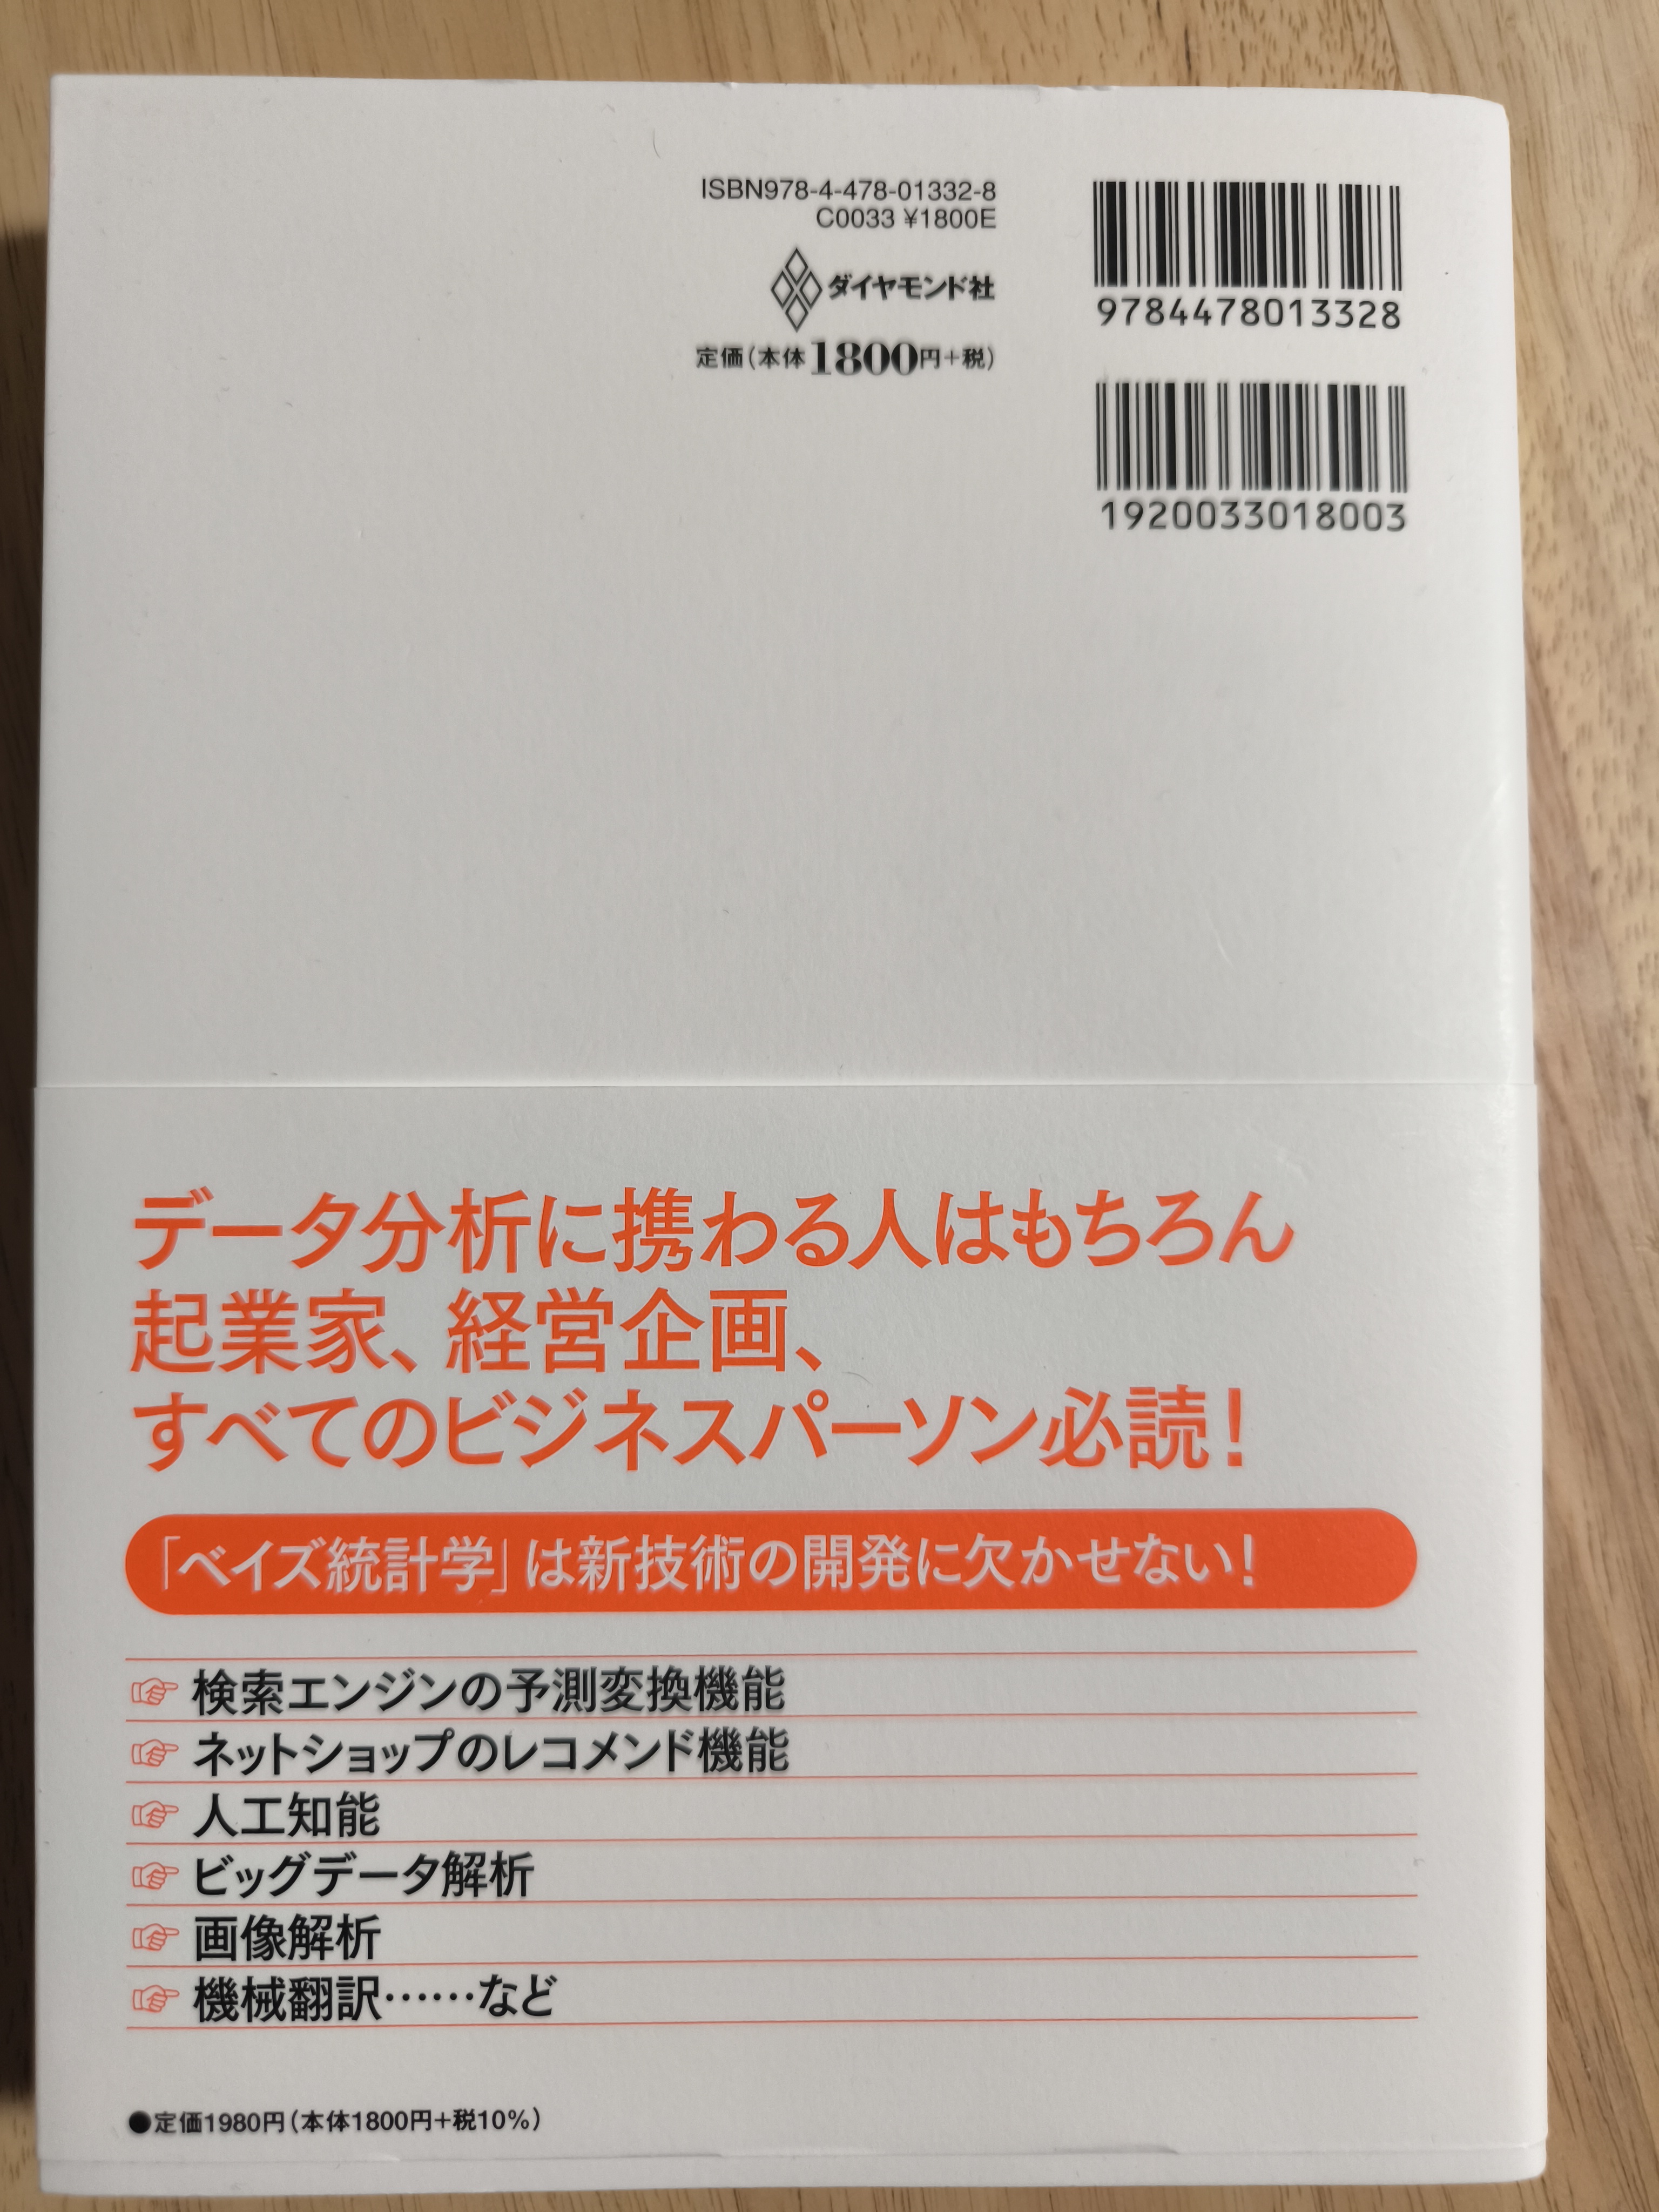 ISBN978-4-478-01332-8
C0033 ¥1800E
ダイヤモンド社
定価（本体1800円+税）
9784478013328
1920033018003
データ分析に携わる人はもちろん
起業家、経営企画、
すべてのビジネスパーソン必読！
「ベイズ統計学」は新技術の開発に欠かせない！
検索エンジンの予測変換機能
ネットショップのレコメンド機能
人工知能
ビッグデータ解析
画像解析
機械翻訳……など
●定価1980円（本体1800円+税10%）